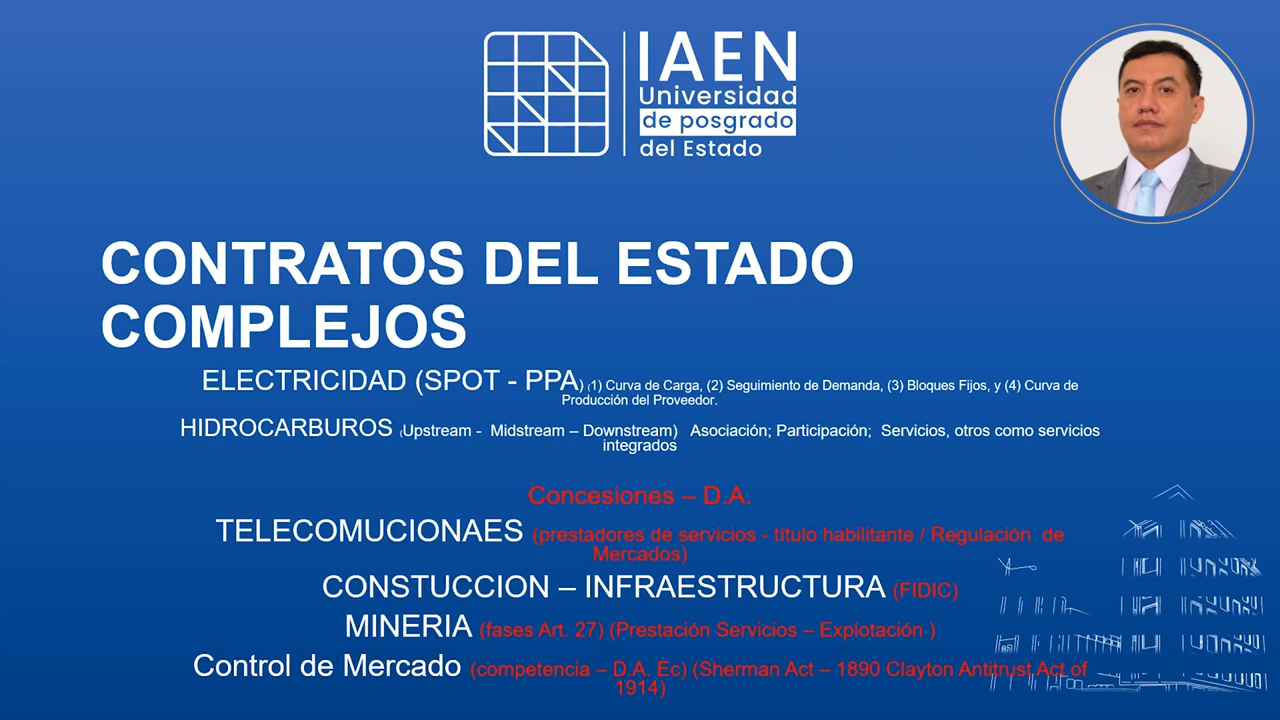 IAEN
Universidad
de posgrado
del Estado
CONTRATOS DEL ESTADO
COMPLEJOS
ELECTRICIDAD (SPOT - PPA) (1) Curva de Carga, (2) Seguimiento de Demanda, (3) Bloques Fijos, y (4) Curva de
Producción del Proveedor.
HIDROCARBUROS (Upstream - Midstream – Downstream) Asociación; Participación; Servicios, otros como servicios
integrados
Concesiones – D.A.
TELECOMUCIONAES (prestadores de servicios - título habilitante / Regulación de
Mercados)
CONSTUCCION – INFRAESTRUCTURA (FIDIC)
MINERIA (fases Art. 27) (Prestación Servicios – Explotación )
Control de Mercado (competencia – D.A. Ec) (Sherman Act – 1890 Clayton Antitrust Act of
1914)